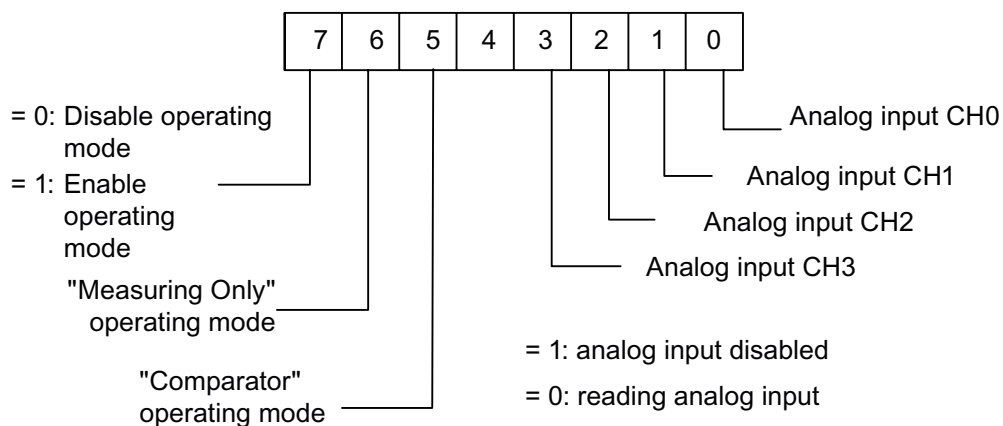 7 6 5 4 3 2 1 0
= 0: Disable operating
mode
= 1: Enable
operating
mode
"Measuring Only"
operating mode
"Comparator"
operating mode
Analog input CH0
Analog input CH1
Analog input CH2
Analog input CH3
= 1: analog input disabled
= 0: reading analog input